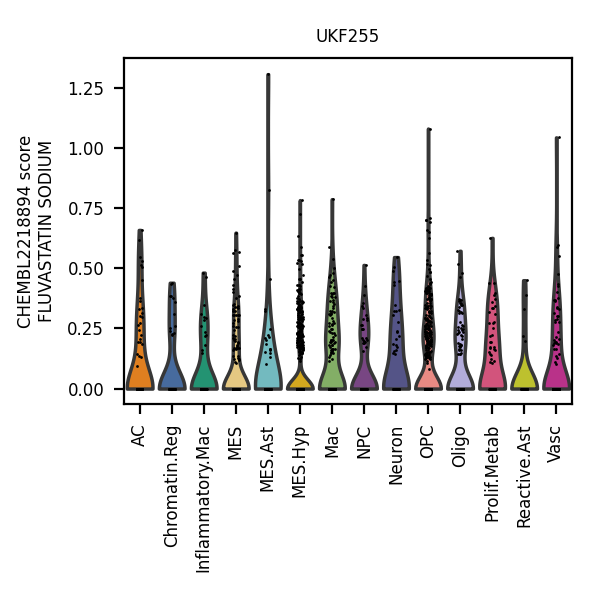 UKF255
CHEMBL2218894 score
FLUVASTATIN SODIUM
1.25
1.00
0.75
0.50
0.25
0.00
AC
Chromatin.Reg
Inflammatory.Mac
MES
MES.Ast
MES.Hyp
Mac
NPC
Neuron
OPC
Oligo
Prolif.Metab
Reactive.Ast
Vasc